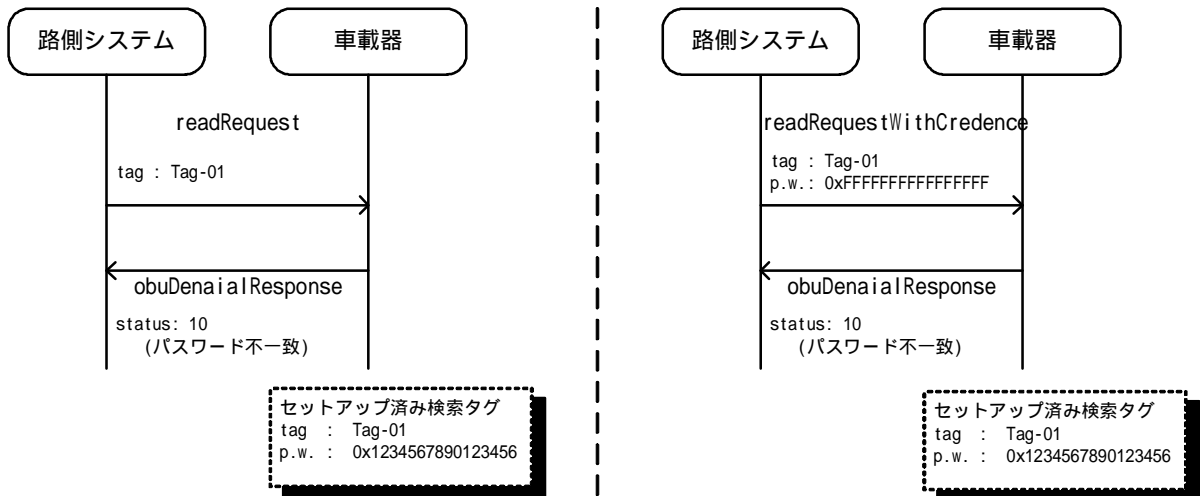 路側システム
車載器
readRequest
tag : Tag-01
obuDenaialResponse
status: 10
(パスワード不一致)
セットアップ済み検索タグ
tag : Tag-01
p.w. : 0x1234567890123456
路側システム
車載器
readRequestWithCredence
tag : Tag-01
p.w.: 0xFFFFFFFFFFFFFFFF
obuDenaialResponse
status: 10
(パスワード不一致)
セットアップ済み検索タグ
tag : Tag-01
p.w. : 0x1234567890123456